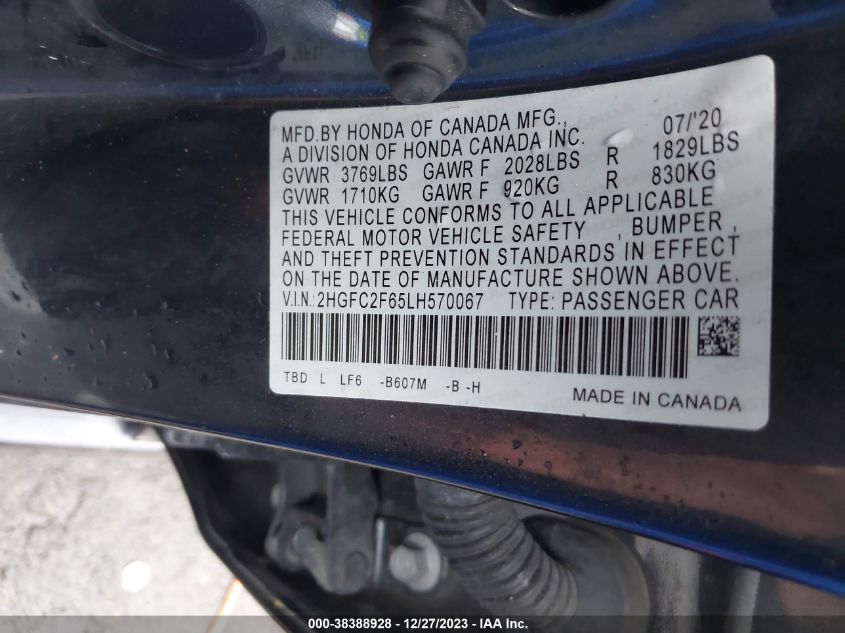 MFD.BY HONDA OF CANADA MFG., 07/'20
A DIVISION OF HONDA CANADA INC.
GVWR 3769LBS GAWR F 2028LBS R 1829LBS
GVWR 1710KG GAWR F 920KG R 830KG
THIS VEHICLE CONFORMS TO ALL APPLICABLE
FEDERAL MOTOR VEHICLE SAFETY , BUMPER ,
AND THEFT PREVENTION STANDARDS IN EFFECT
ON THE DATE OF MANUFACTURE SHOWN ABOVE.
V.I.N.: 2HGFC2F65LH570067 TYPE: PASSENGER CAR
TBD L LF6 -B607M -B -H
MADE IN CANADA
000-38388928 - 12/27/2023 - IAA Inc.